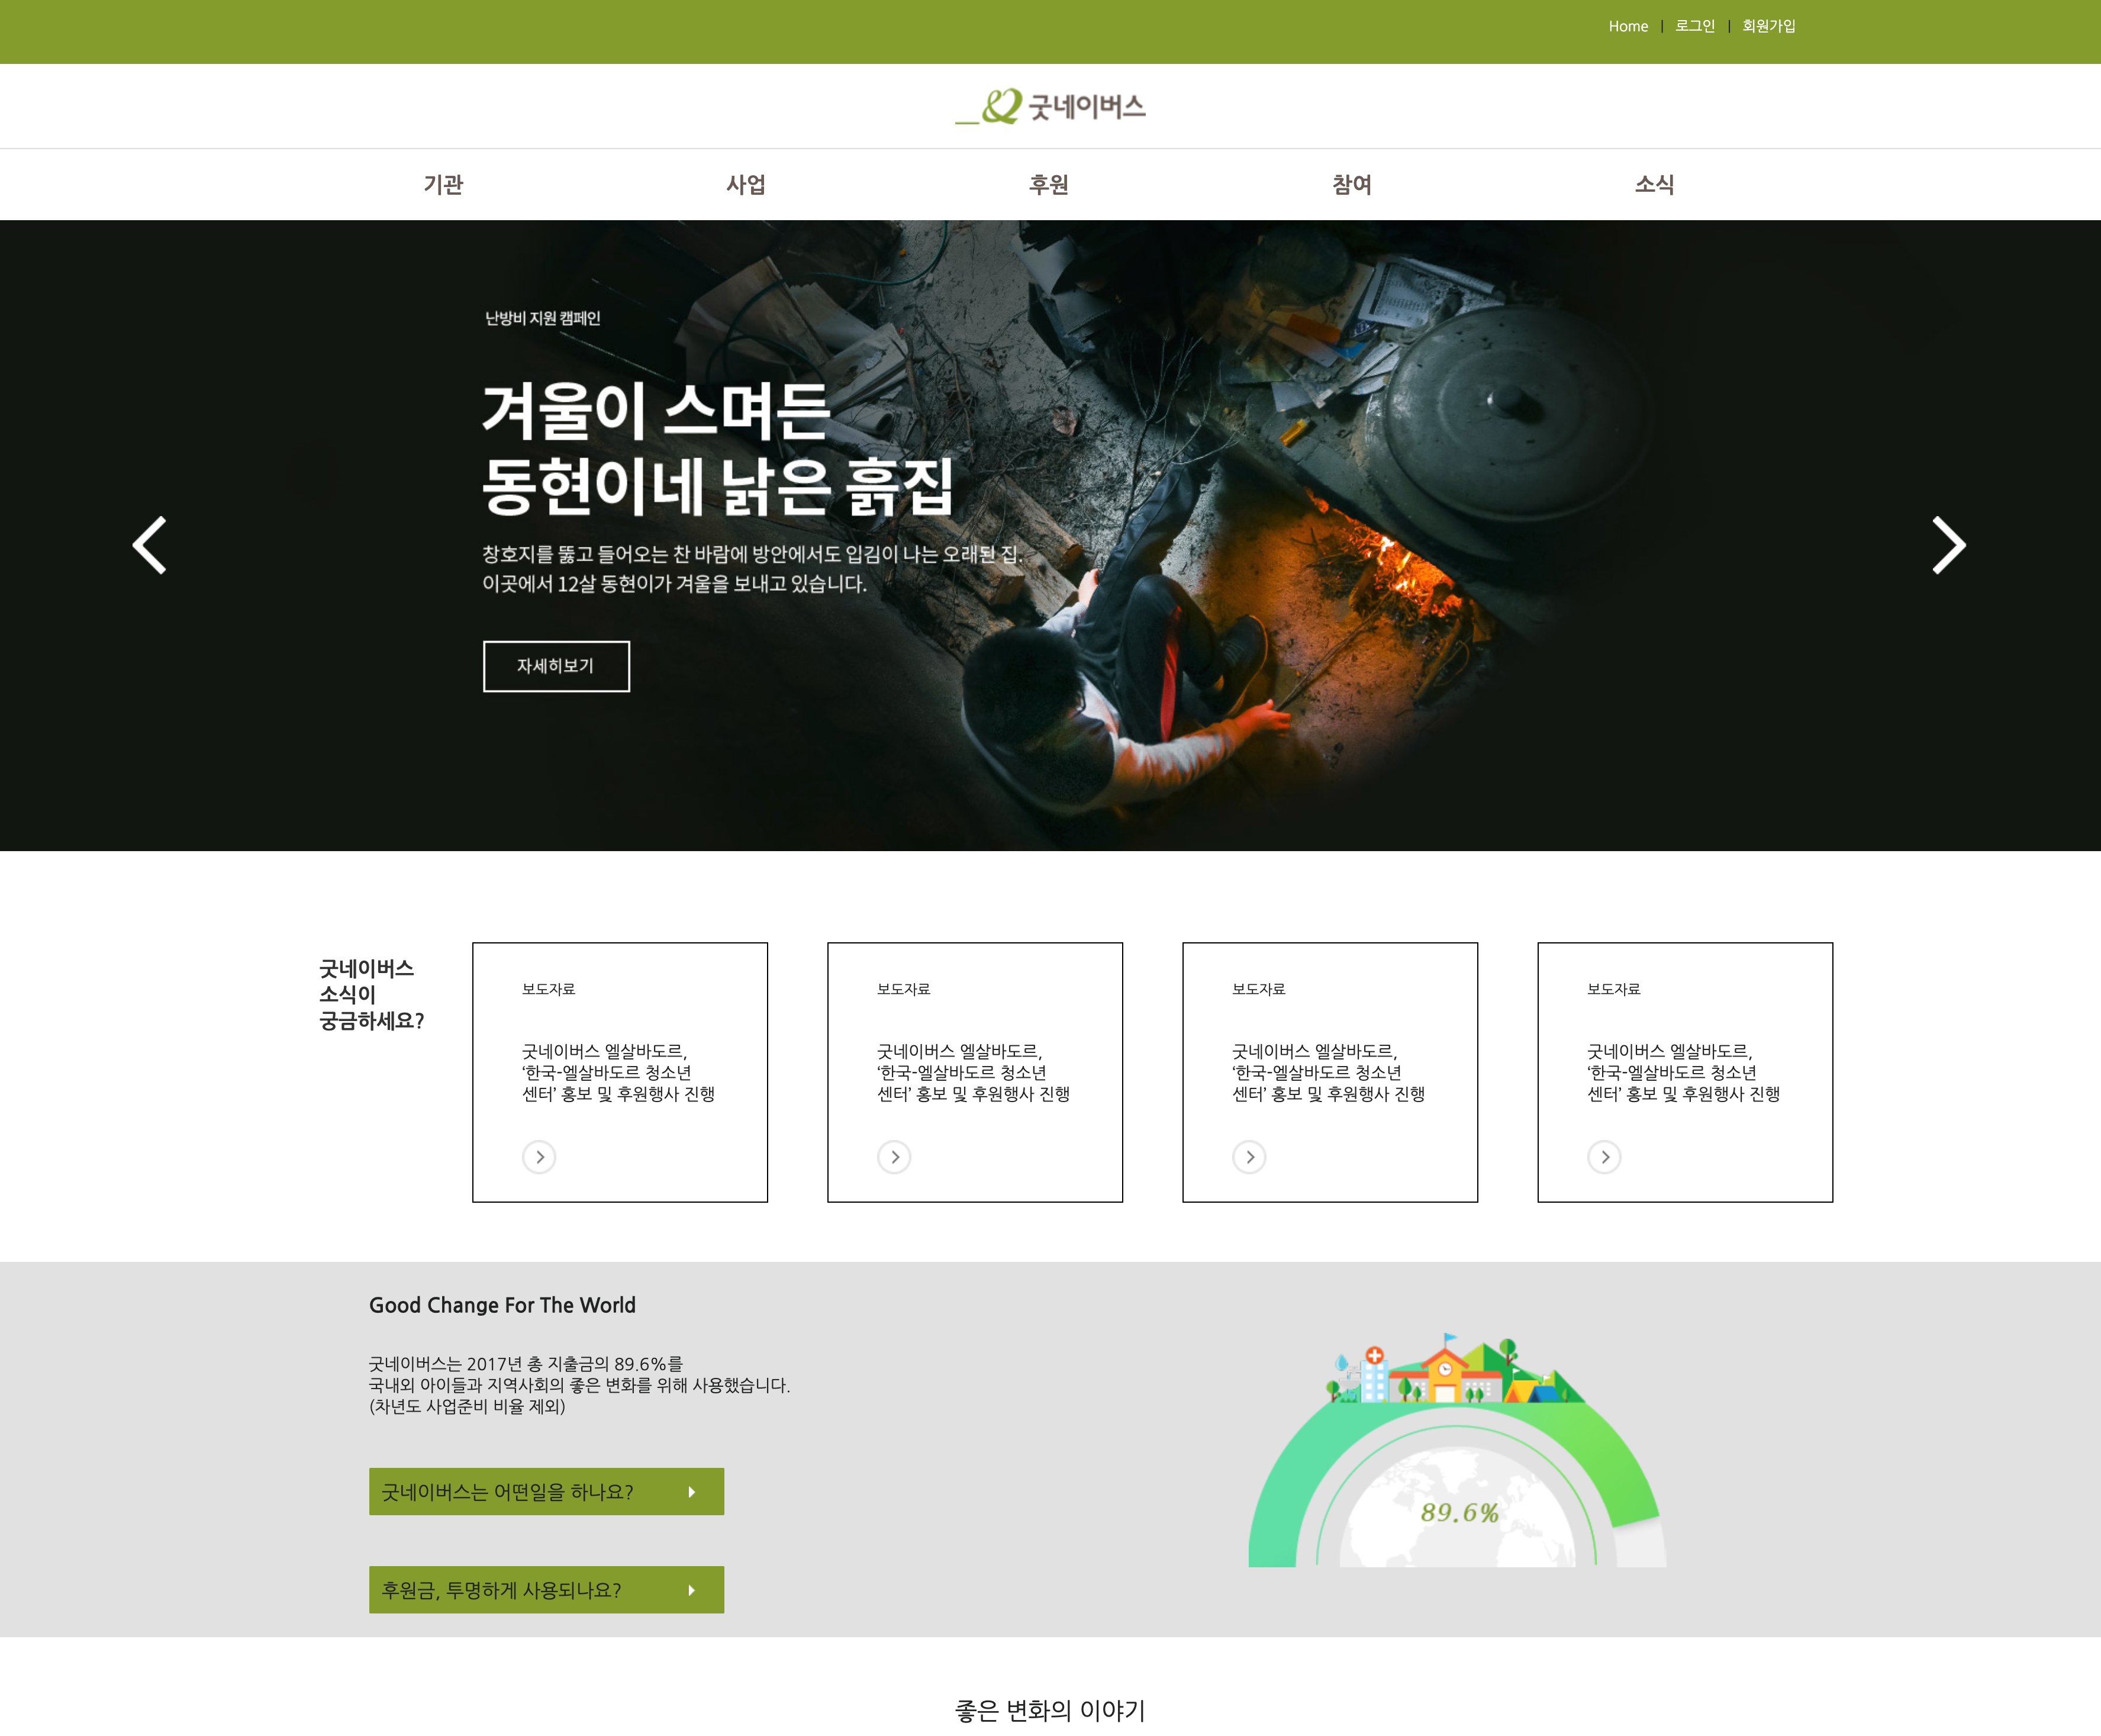 Home | 로그인 | 회원가입
굿네이버스
기관 사업 후원 참여 소식
난방비 지원 캠페인
겨울이 스며든
동현이네 낡은 흙집
창호지를 뚫고 들어오는 찬 바람에 방안에서도 입김이 나는 오래된 집.
이곳에서 12살 동현이가 겨울을 보내고 있습니다.
자세히보기
굿네이버스
소식이
궁금하세요?
보도자료
굿네이버스 엘살바도르,
‘한국-엘살바도르 청소년
센터’ 홍보 및 후원행사 진행
보도자료
굿네이버스 엘살바도르,
‘한국-엘살바도르 청소년
센터’ 홍보 및 후원행사 진행
보도자료
굿네이버스 엘살바도르,
‘한국-엘살바도르 청소년
센터’ 홍보 및 후원행사 진행
보도자료
굿네이버스 엘살바도르,
‘한국-엘살바도르 청소년
센터’ 홍보 및 후원행사 진행
Good Change For The World
굿네이버스는 2017년 총 지출금의 89.6%를
국내외 아이들과 지역사회의 좋은 변화를 위해 사용했습니다.
(차년도 사업준비 비율 제외)
굿네이버스는 어떤일을 하나요?
후원금, 투명하게 사용되나요?
89.6%
좋은 변화의 이야기